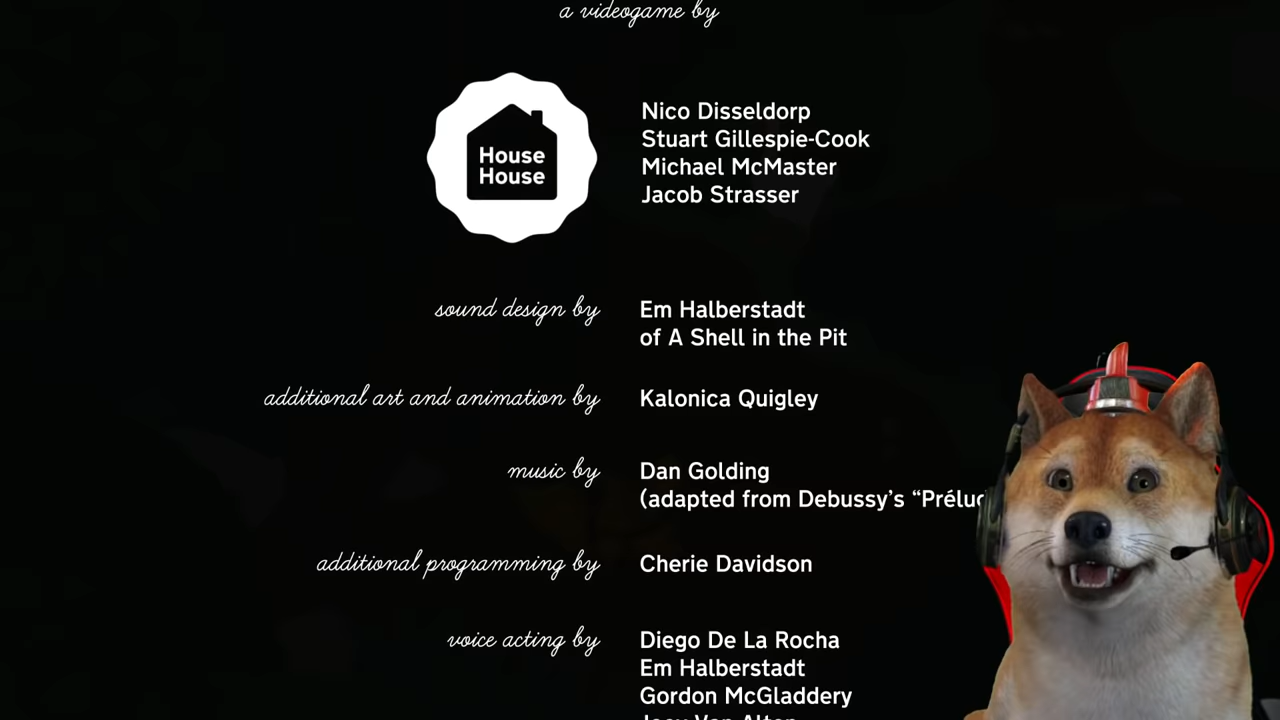 a videogame by
House
House
Nico Disseldorp
Stuart Gillespie-Cook
Michael McMaster
Jacob Strasser
sound design by
Em Halberstadt
of A Shell in the Pit
additional art and animation by
Kalonica Quigley
music by
Dan Golding
(adapted from Debussy’s “Prélud
additional programming by
Cherie Davidson
voice acting by
Diego De La Rocha
Em Halberstadt
Gordon McGladdery